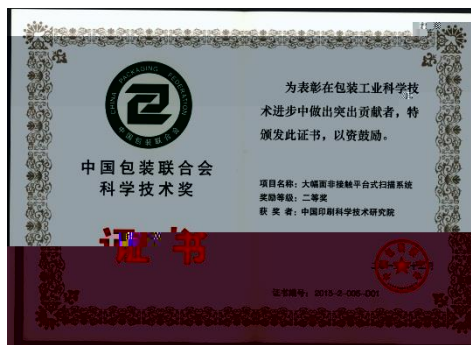 CHINA PACKAGING FEDERATION
中国包装联合会
中国包装联合会
科学技术奖
证书
为表彰在包装工业科学技
术进步中做出突出贡献者，特
颁发此证书，以资鼓励。
项目名称：大幅面非接触平台式扫描系统
奖励等级：二等奖
获 奖 者：中国印刷科学技术研究院